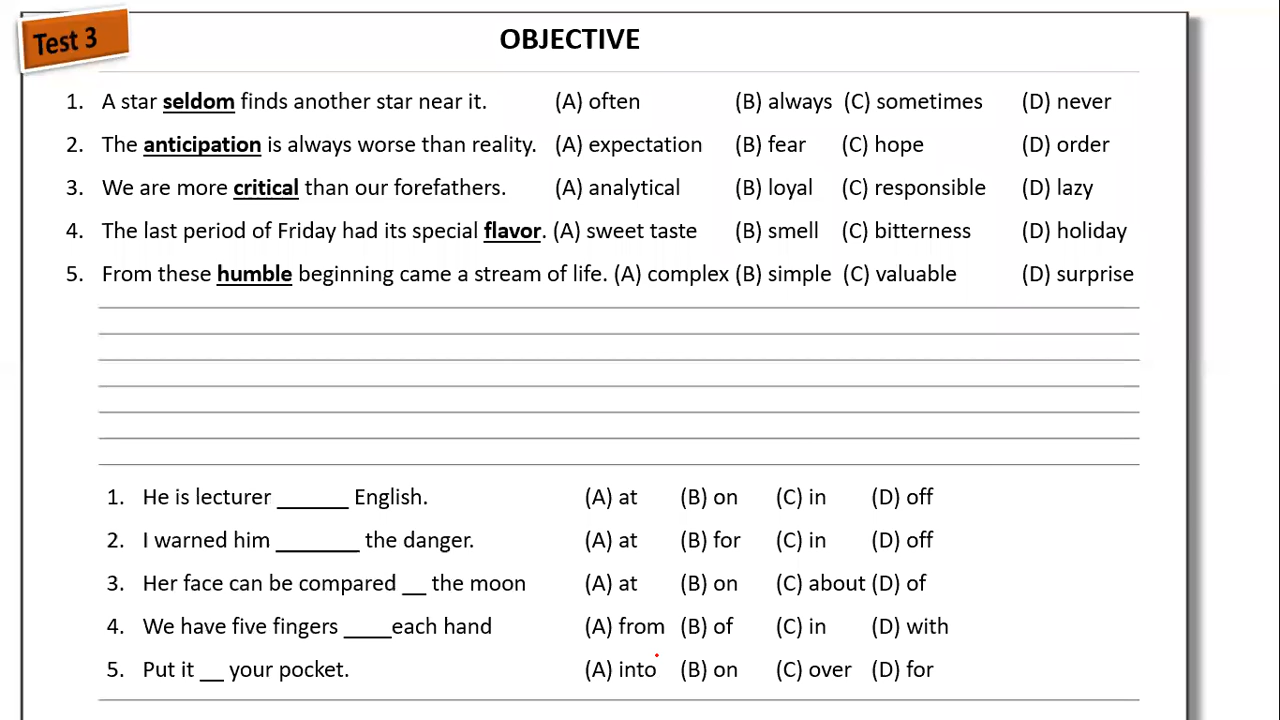 Test 3
OBJECTIVE
1. A star seldom finds another star near it. (A) often (B) always (C) sometimes (D) never
2. The anticipation is always worse than reality. (A) expectation (B) fear (C) hope (D) order
3. We are more critical than our forefathers. (A) analytical (B) loyal (C) responsible (D) lazy
4. The last period of Friday had its special flavor. (A) sweet taste (B) smell (C) bitterness (D) holiday
5. From these humble beginning came a stream of life. (A) complex (B) simple (C) valuable (D) surprise
1. He is lecturer ______ English. (A) at (B) on (C) in (D) off
2. I warned him _______ the danger. (A) at (B) for (C) in (D) off
3. Her face can be compared __ the moon (A) at (B) on (C) about (D) of
4. We have five fingers ____each hand (A) from (B) of (C) in (D) with
5. Put it __ your pocket. (A) into (B) on (C) over (D) for